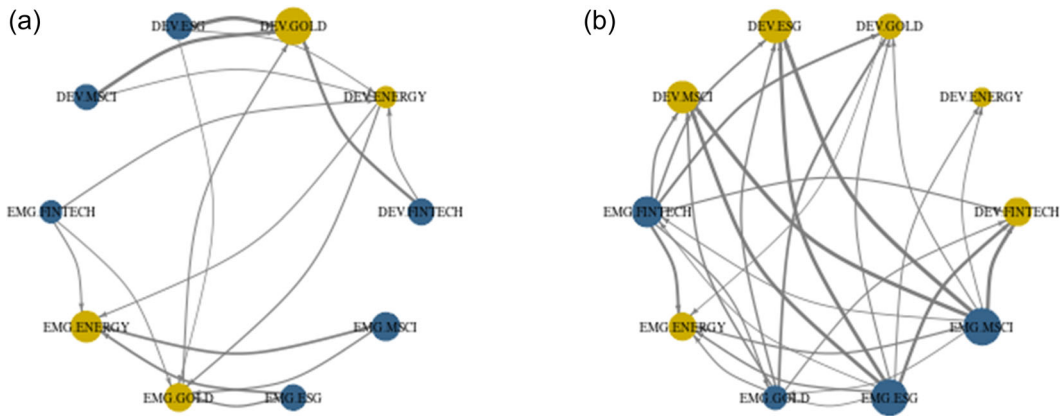 (a)
DEV.ESG
DEV.GOLD
DEV.MSCI
DEV.ENERGY
EMG.FINTECH
DEV.FINTECH
EMG.ENERGY
EMG.MSCI
EMG.GOLD
EMG.ESG
(b)
DEV.ESG
DEV.GOLD
DEV.MSCI
DEV.ENERGY
EMG.FINTECH
DEV.FINTECH
EMG.ENERGY
EMG.MSCI
EMG.GOLD
EMG.ESG